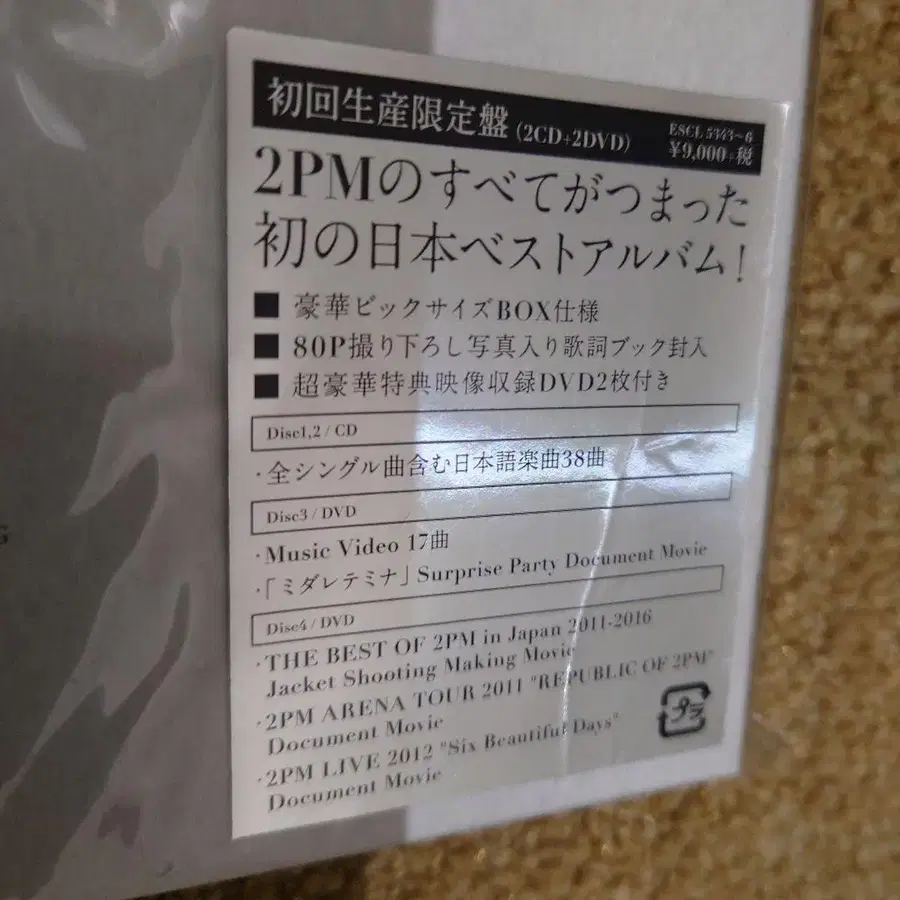 初回生産限定盤 (2CD+2DVD)
ESCL 5343~6
¥9,000+税
2PMのすべてがつまった
初の日本ベストアルバム!
■ 豪華ビックサイズBOX仕様
■ 80P撮り下ろし写真入り歌詞ブック封入
■ 超豪華特典映像収録DVD2枚付き
Disc1,2 / CD
・全シングル曲含む日本語楽曲38曲
Disc3 / DVD
・Music Video 17曲
・「ミダレテミナ」Surprise Party Document Movie
Disc4 / DVD
・THE BEST OF 2PM in Japan 2011-2016
Jacket Shooting Making Movie
・2PM ARENA TOUR 2011 "REPUBLIC OF 2PM"
Document Movie
・2PM LIVE 2012 "Six Beautiful Days"
Document Movie
プラ